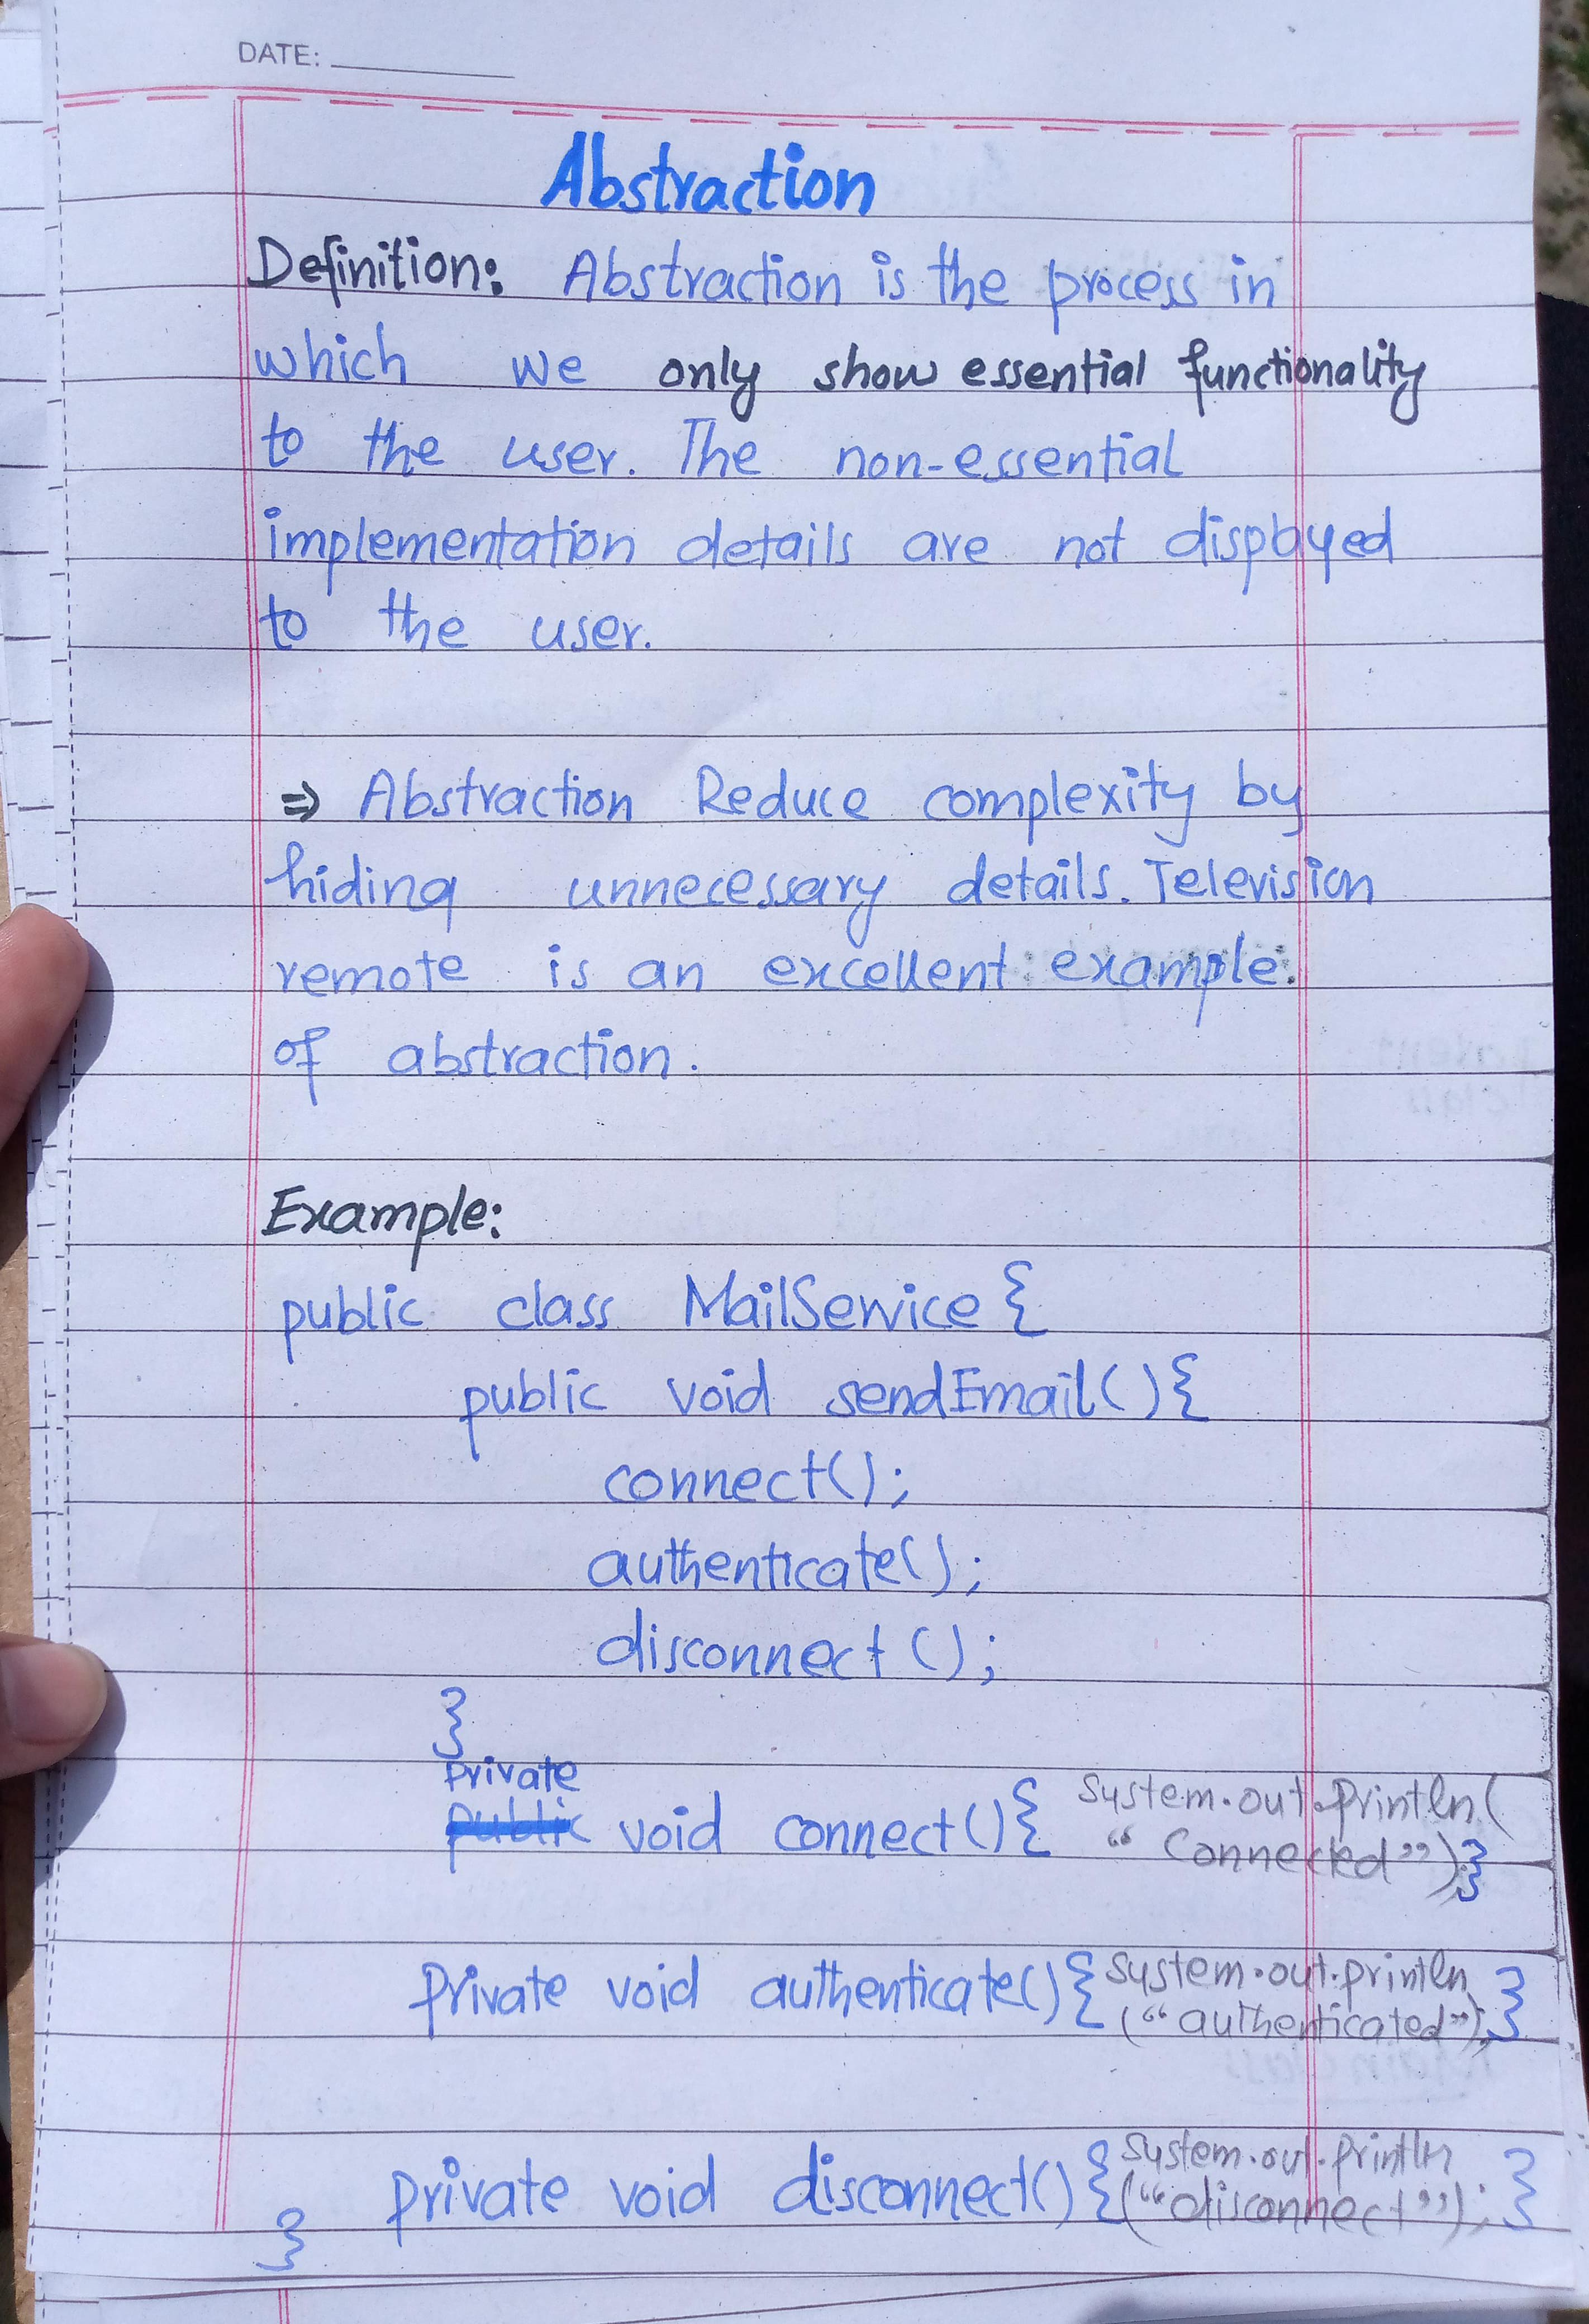 DATE:
Abstraction
Definition: Abstraction is the process in
which we only show essential functionality
to the user. The non-essential
implementation details are not displayed
to the user.
⇒ Abstraction Reduce complexity by
hiding unnecessary details. Television
remote is an excellent example.
of abstraction.
Example:
public class MailService {
public void sendEmail(){
connect();
authenticate();
disconnect();
}
private
public void connect(){ System.out.println(
"Connected");}
private void authenticate(){ System.out.println
("authenticated");}
private void disconnect(){ System.out.println
("disconnect"); }
}